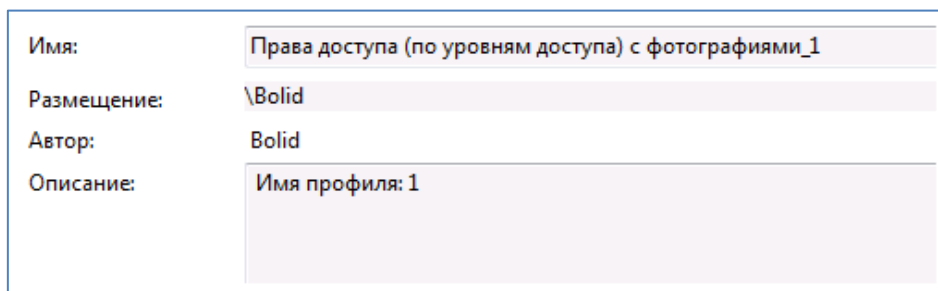 Имя: Права доступа (по уровням доступа) с фотографиями_1
Размещение: \Bolid
Автор: Bolid
Описание: Имя профиля: 1